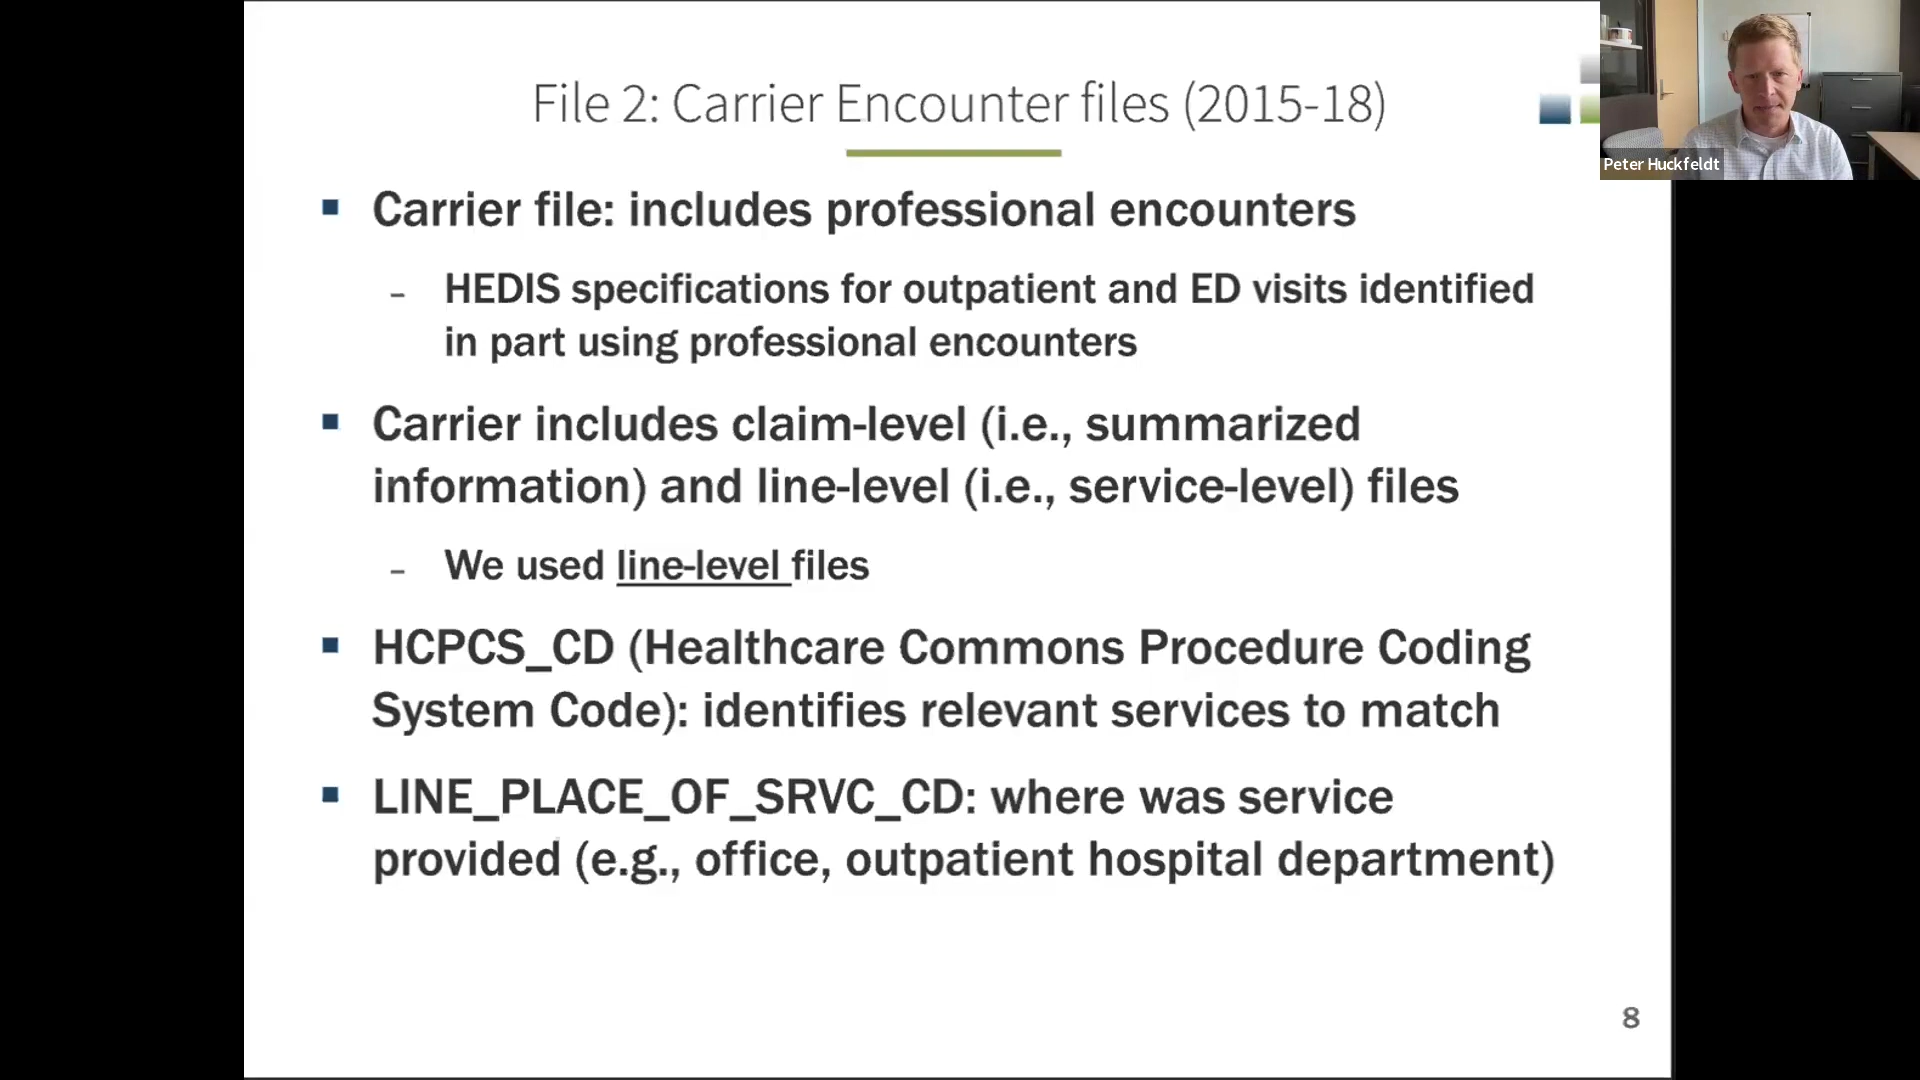 File 2: Carrier Encounter files (2015-18)
Peter Huckfeldt
▪ Carrier file: includes professional encounters
– HEDIS specifications for outpatient and ED visits identified
in part using professional encounters
▪ Carrier includes claim-level (i.e., summarized
information) and line-level (i.e., service-level) files
– We used line-level files
▪ HCPCS_CD (Healthcare Commons Procedure Coding
System Code): identifies relevant services to match
▪ LINE_PLACE_OF_SRVC_CD: where was service
provided (e.g., office, outpatient hospital department)
8